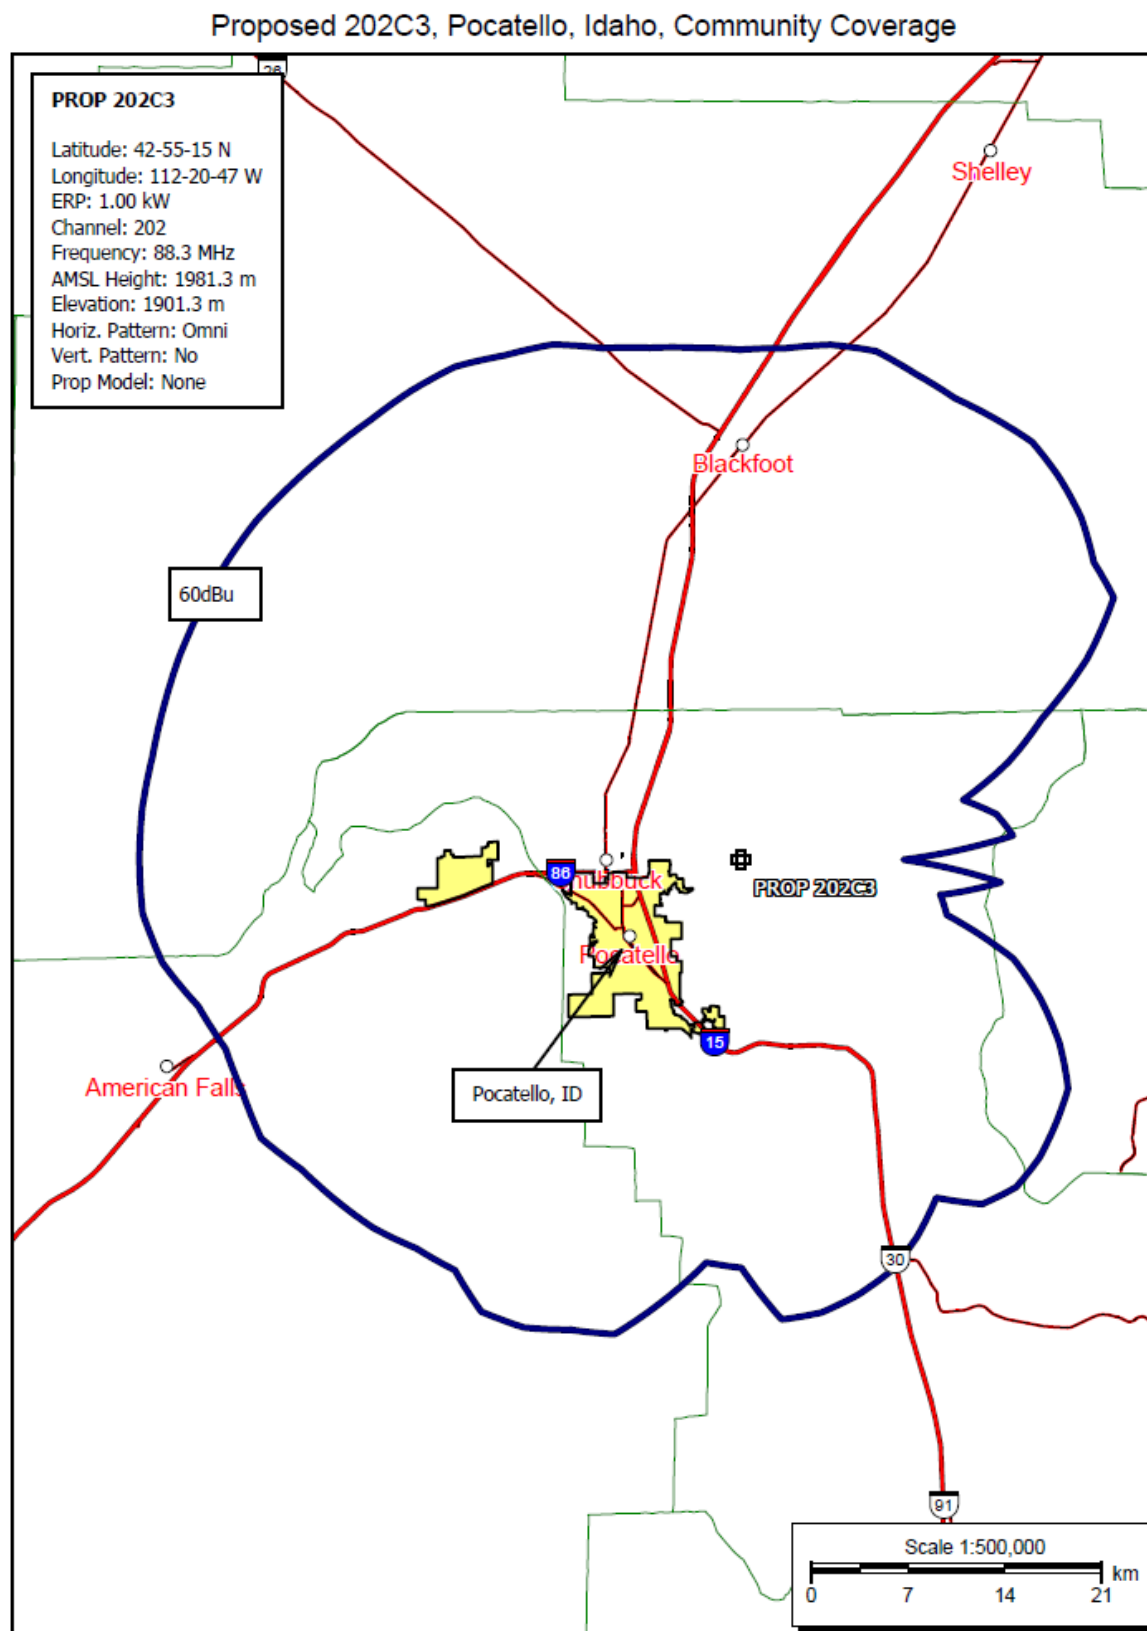 Proposed 202C3, Pocatello, Idaho, Community Coverage
PROP 202C3
Latitude: 42-55-15 N
Longitude: 112-20-47 W
ERP: 1.00 kW
Channel: 202
Frequency: 88.3 MHz
AMSL Height: 1981.3 m
Elevation: 1901.3 m
Horiz. Pattern: Omni
Vert. Pattern: No
Prop Model: None
26
Shelley
Blackfoot
60dBu
86
hubbuck
PROP 202C3
Pocatello
15
American Falls
Pocatello, ID
30
91
Scale 1:500,000
km
0 7 14 21